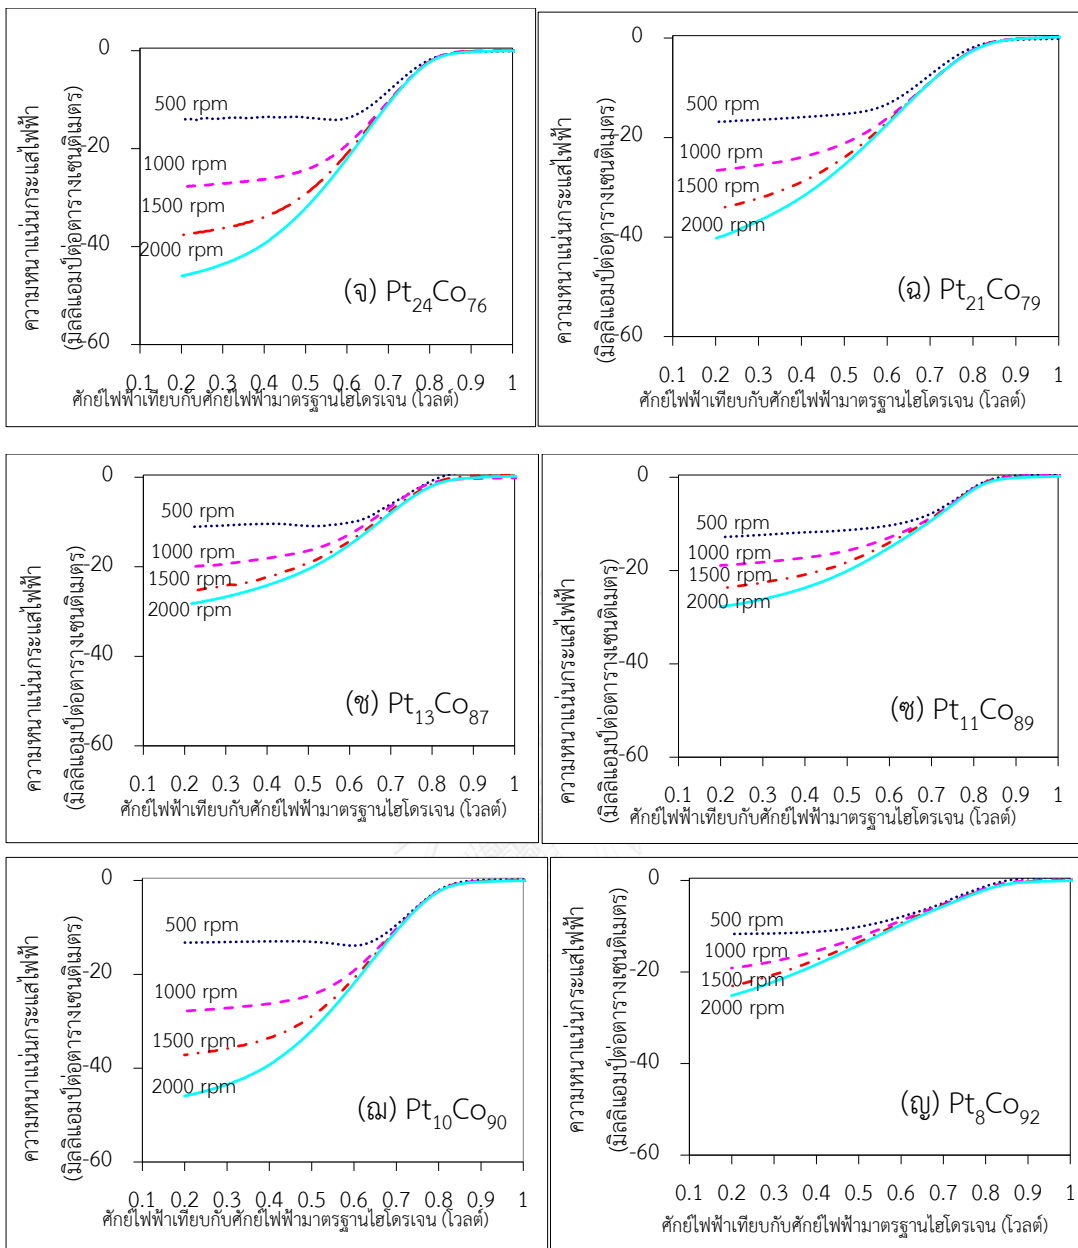 ความหนาแน่นกระแสไฟฟ้า
(มิลลิแอมป์ต่อตารางเซนติเมตร)
0
-20
-40
-60
500 rpm
1000 rpm
1500 rpm
2000 rpm
(จ) Pt24Co76
0.1 0.2 0.3 0.4 0.5 0.6 0.7 0.8 0.9 1
ศักย์ไฟฟ้าเทียบกับศักย์ไฟฟ้ามาตรฐานไฮโดรเจน (โวลต์)
ความหนาแน่นกระแสไฟฟ้า
(มิลลิแอมป์ต่อตารางเซนติเมตร)
0
-20
-40
-60
500 rpm
1000 rpm
1500 rpm
2000 rpm
(ฉ) Pt21Co79
0.1 0.2 0.3 0.4 0.5 0.6 0.7 0.8 0.9 1
ศักย์ไฟฟ้าเทียบกับศักย์ไฟฟ้ามาตรฐานไฮโดรเจน (โวลต์)
ความหนาแน่นกระแสไฟฟ้า
(มิลลิแอมป์ต่อตารางเซนติเมตร)
0
-20
-40
-60
500 rpm
1000 rpm
1500 rpm
2000 rpm
(ช) Pt13Co87
0.1 0.2 0.3 0.4 0.5 0.6 0.7 0.8 0.9 1
ศักย์ไฟฟ้าเทียบกับศักย์ไฟฟ้ามาตรฐานไฮโดรเจน (โวลต์)
ความหนาแน่นกระแสไฟฟ้า
(มิลลิแอมป์ต่อตารางเซนติเมตร)
0
-20
-40
-60
500 rpm
1000 rpm
1500 rpm
2000 rpm
(ซ) Pt11Co89
0.1 0.2 0.3 0.4 0.5 0.6 0.7 0.8 0.9 1
ศักย์ไฟฟ้าเทียบกับศักย์ไฟฟ้ามาตรฐานไฮโดรเจน (โวลต์)
ความหนาแน่นกระแสไฟฟ้า
(มิลลิแอมป์ต่อตารางเซนติเมตร)
0
-20
-40
-60
500 rpm
1000 rpm
1500 rpm
2000 rpm
(ฌ) Pt10Co90
0.1 0.2 0.3 0.4 0.5 0.6 0.7 0.8 0.9 1
ศักย์ไฟฟ้าเทียบกับศักย์ไฟฟ้ามาตรฐานไฮโดรเจน (โวลต์)
ความหนาแน่นกระแสไฟฟ้า
(มิลลิแอมป์ต่อตารางเซนติเมตร)
0
-20
-40
-60
500 rpm
1000 rpm
1500 rpm
2000 rpm
(ญ) Pt8Co92
0.1 0.2 0.3 0.4 0.5 0.6 0.7 0.8 0.9 1
ศักย์ไฟฟ้าเทียบกับศักย์ไฟฟ้ามาตรฐานไฮโดรเจน (โวลต์)